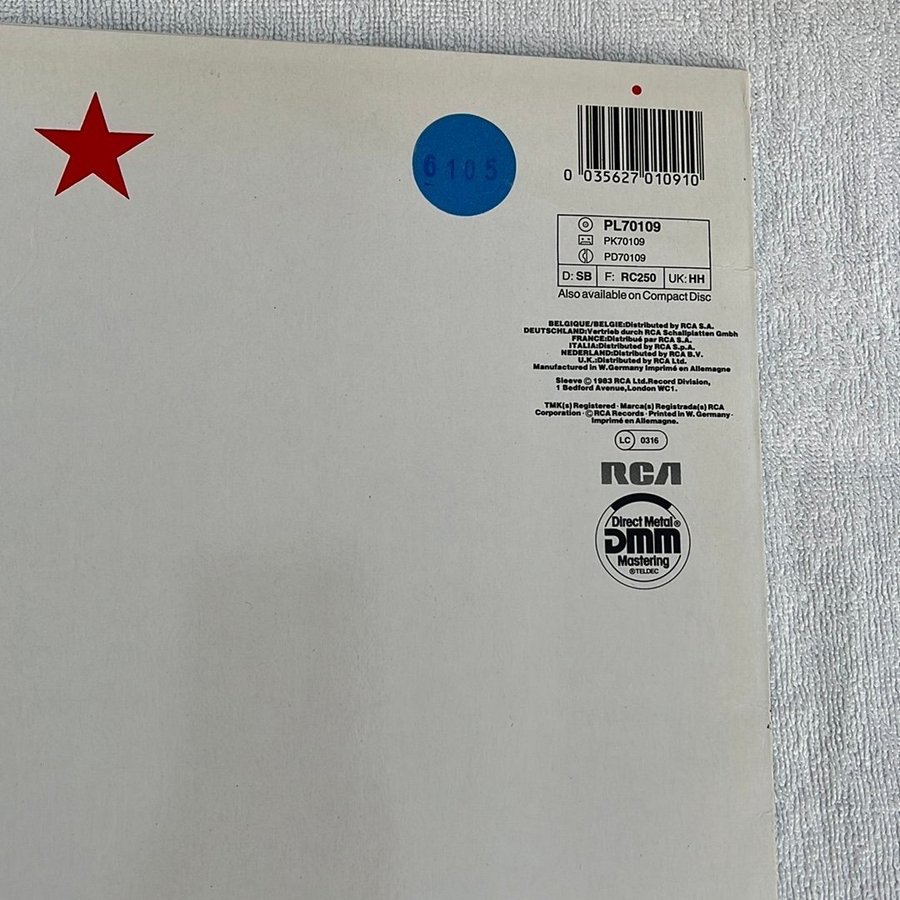 6105
0 035627 010910
PL70109
PK70109
PD70109
D: SB F: RC250 UK: HH
Also available on Compact Disc
BELGIQUE/BELGIE:Distributed by RCA S.A.
DEUTSCHLAND:Vertrieb durch RCA Schallplatten Gmbh
FRANCE:Distribué par RCA S.A.
ITALIA:Distributed by RCA S.p.A.
NEDERLAND:Distributed by RCA B.V.
U.K.:Distributed by RCA Ltd.
Manufactured in W.Germany Imprimé en Allemagne
Sleeve © 1983 RCA Ltd.Record Division,
1 Bedford Avenue,London WC1.
TMK(s) Registered · Marca(s) Registrada(s) RCA
Corporation · ©RCA Records · Printed in W. Germany ·
Imprimé en Allemagne.
LC 0316
RCA
Direct Metal®
DMM
Mastering
®TELDEC